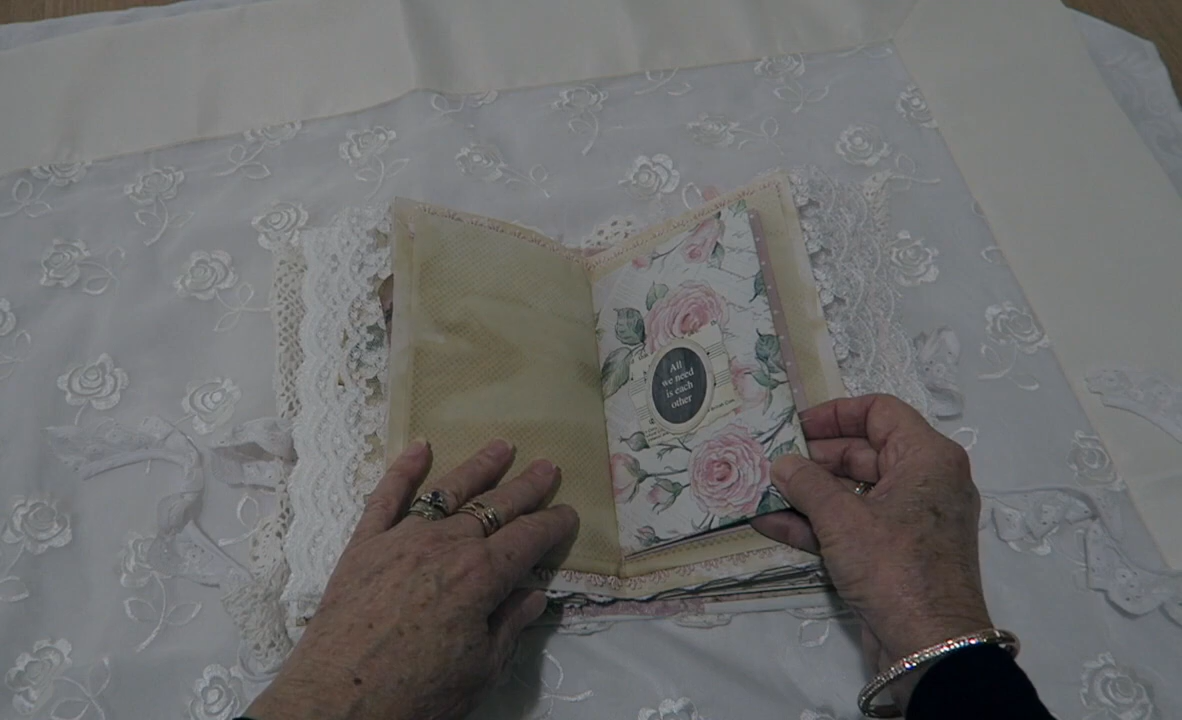 All
we need
is each
other